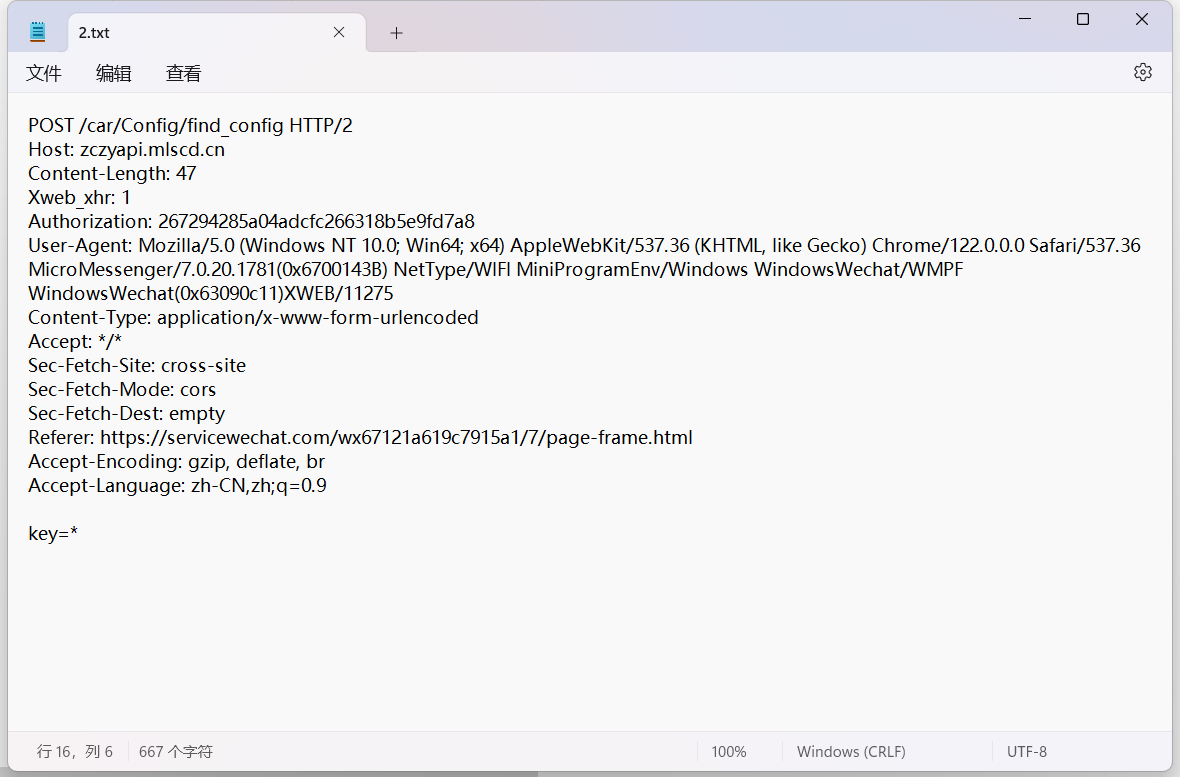 2.txt
文件 编辑 查看
POST /car/Config/find_config HTTP/2
Host: zczyapi.mlscd.cn
Content-Length: 47
Xweb_xhr: 1
Authorization: 267294285a04adcfc266318b5e9fd7a8
User-Agent: Mozilla/5.0 (Windows NT 10.0; Win64; x64) AppleWebKit/537.36 (KHTML, like Gecko) Chrome/122.0.0.0 Safari/537.36
MicroMessenger/7.0.20.1781(0x6700143B) NetType/WIFI MiniProgramEnv/Windows WindowsWechat/WMPF
WindowsWechat(0x63090c11)XWEB/11275
Content-Type: application/x-www-form-urlencoded
Accept: */*
Sec-Fetch-Site: cross-site
Sec-Fetch-Mode: cors
Sec-Fetch-Dest: empty
Referer: https://servicewechat.com/wx67121a619c7915a1/7/page-frame.html
Accept-Encoding: gzip, deflate, br
Accept-Language: zh-CN,zh;q=0.9
key=*
行 16，列 6 667 个字符 100% Windows (CRLF) UTF-8